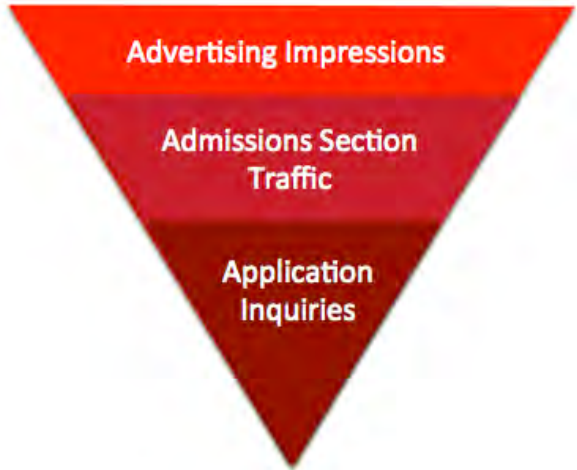 Advertising Impressions
Admissions Section
Traffic
Application
Inquiries